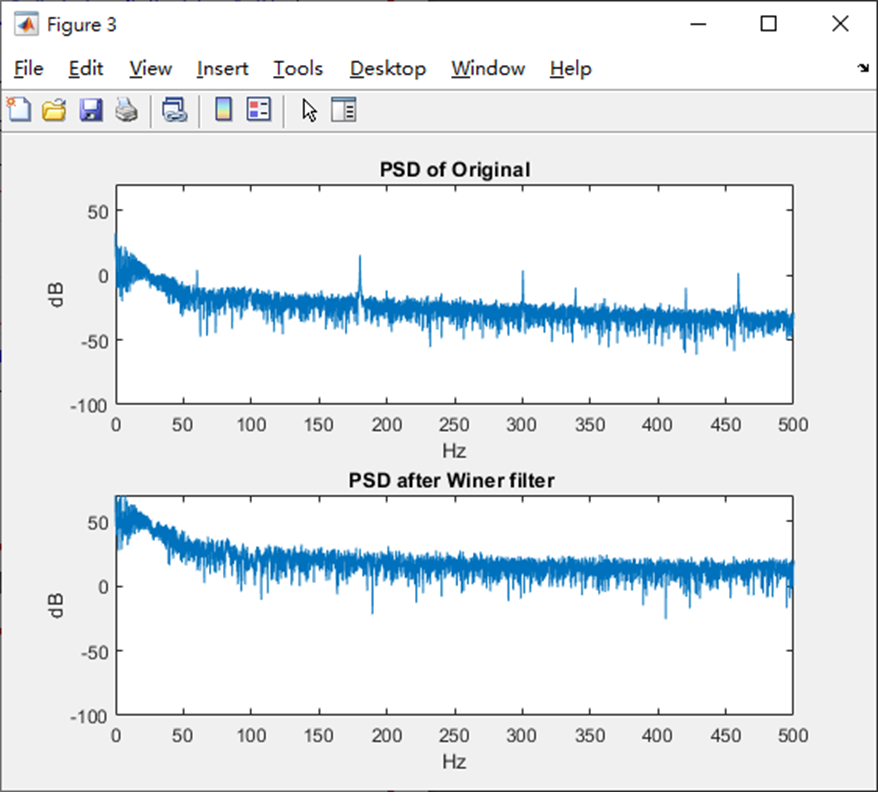 Figure 3
File Edit View Insert Tools Desktop Window Help
PSD of Original
50
0
-50
-100
dB
0 50 100 150 200 250 300 350 400 450 500
Hz
PSD after Winer filter
50
0
-50
-100
dB
0 50 100 150 200 250 300 350 400 450 500
Hz